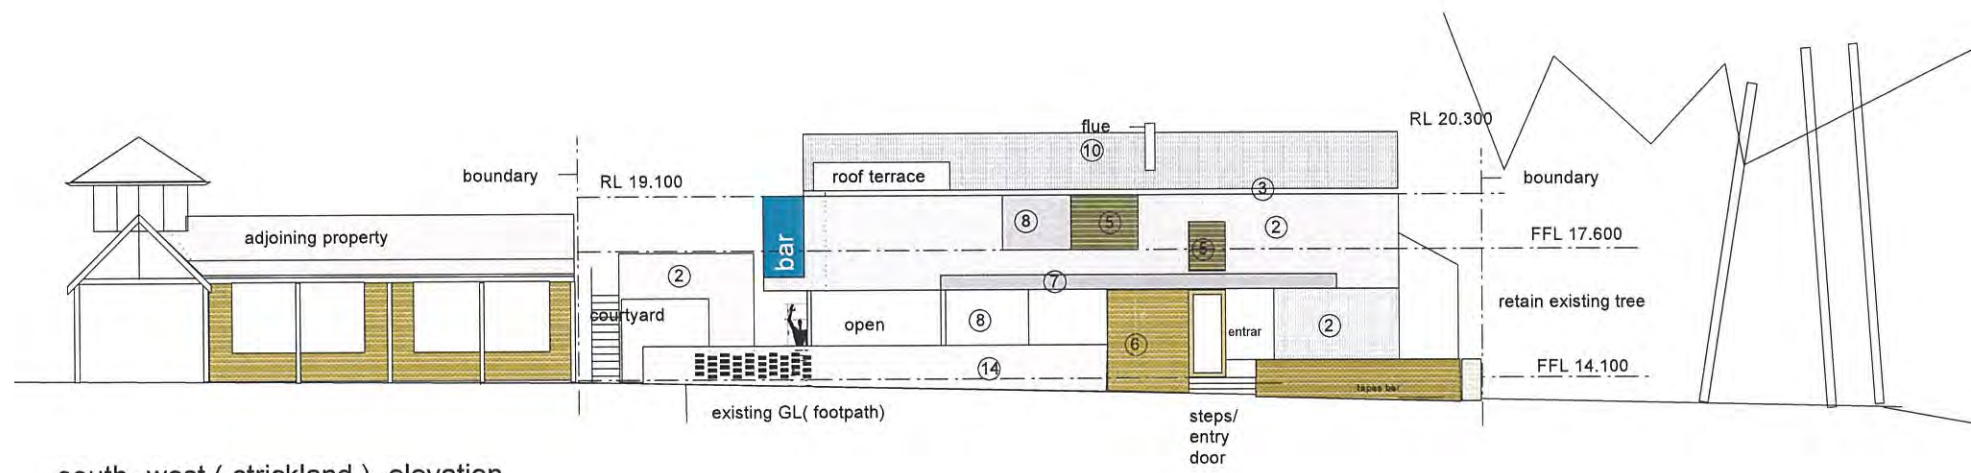 flue
RL 20.300
10
boundary
RL 19.100
roof terrace
3
boundary
adjoining property
bar
8
5
2
5
FFL 17.600
2
7
courtyard
open
8
6
entrar
2
retain existing tree
14
tapas bar
FFL 14.100
existing GL( footpath)
steps/
entry
door
south- west ( strickland ) elevation